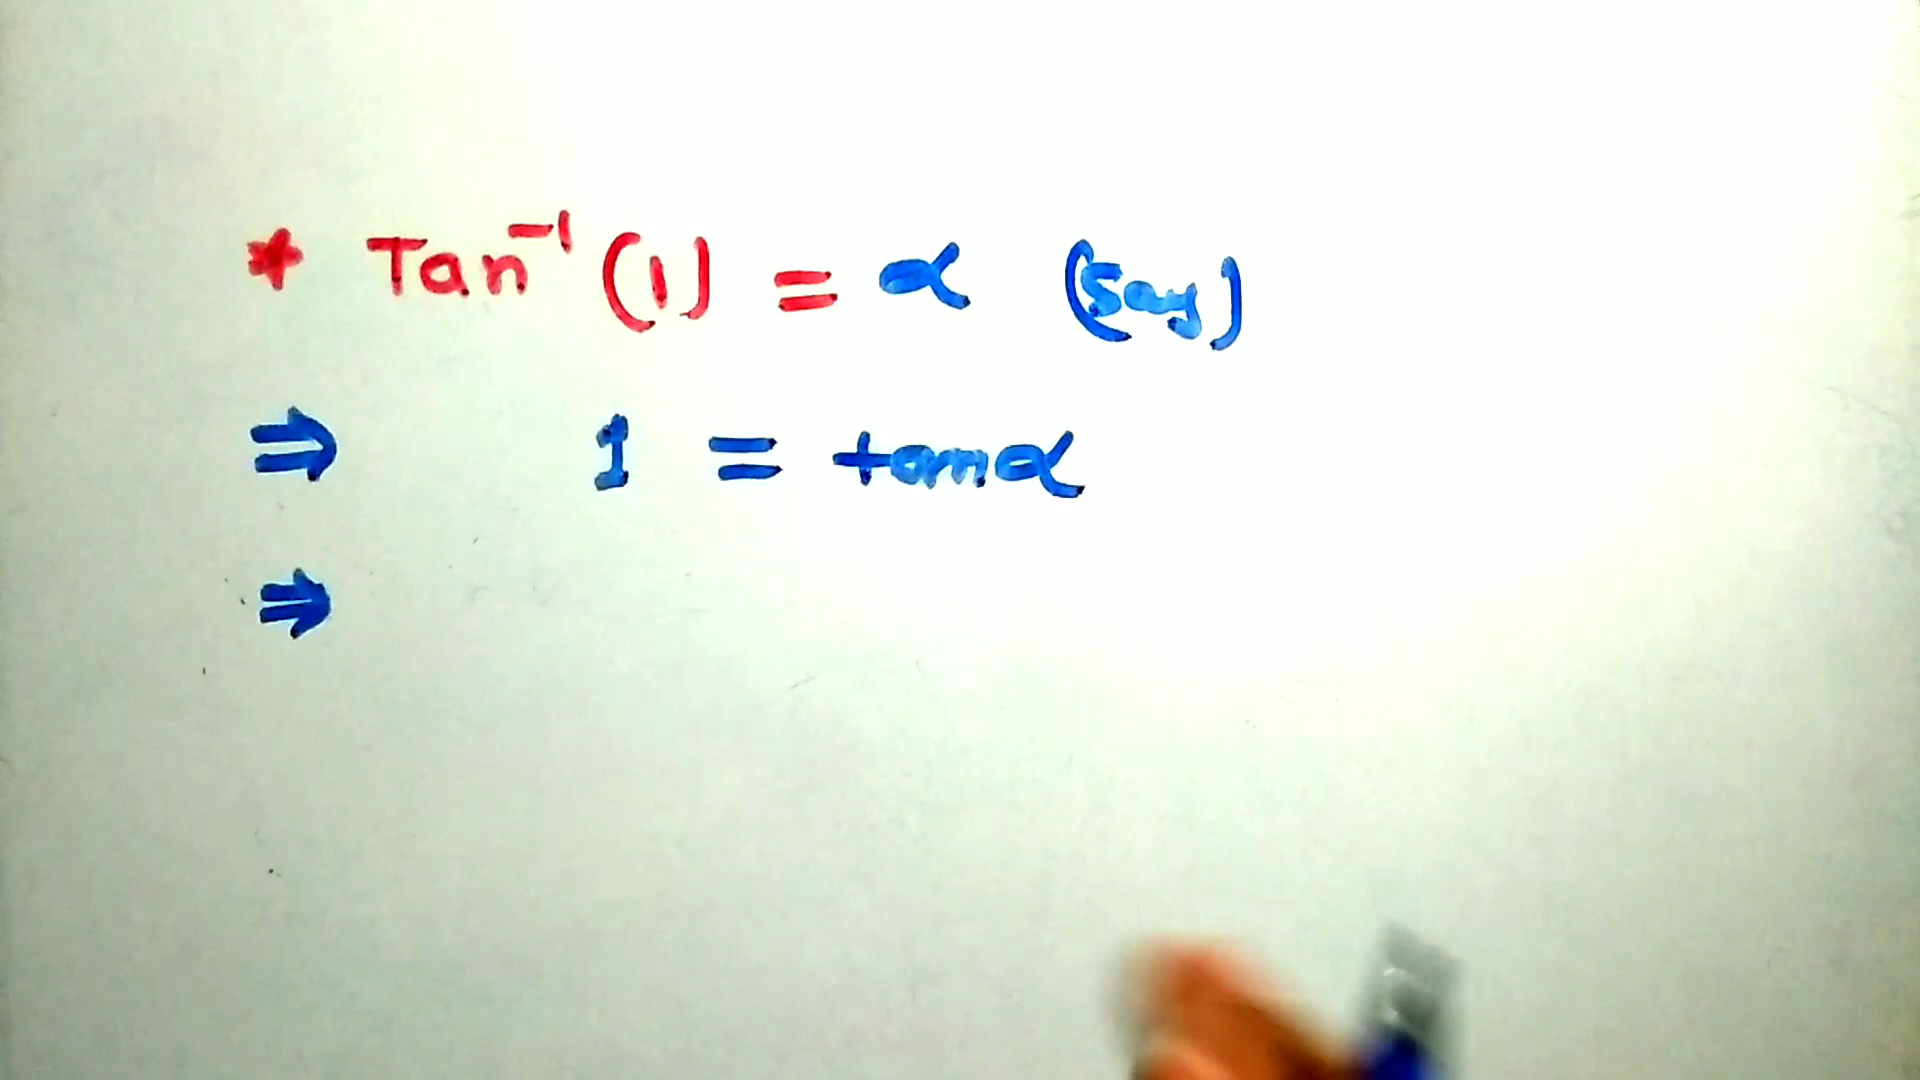 * Tan⁻¹ (1) = α (Say)
⇒ 1 = tanα
⇒